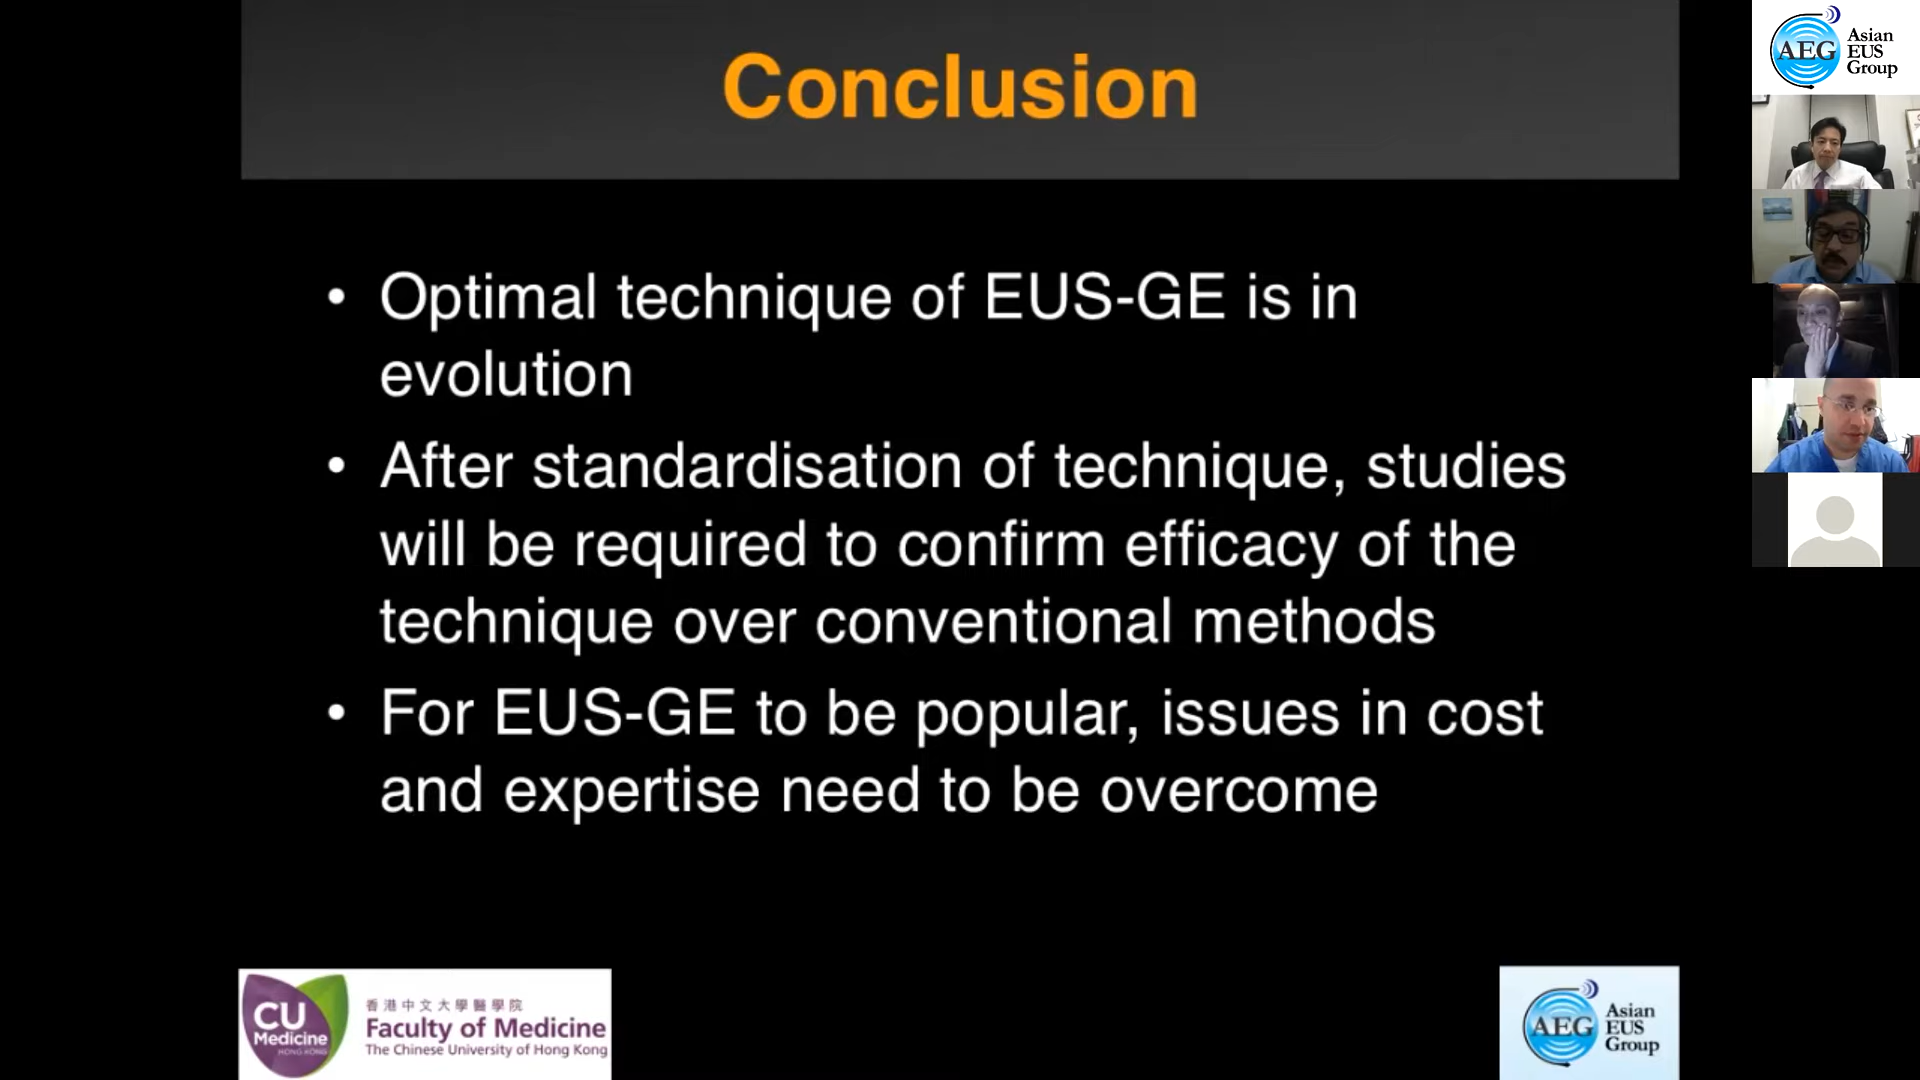 Conclusion
• Optimal technique of EUS-GE is in
evolution
• After standardisation of technique, studies
will be required to confirm efficacy of the
technique over conventional methods
• For EUS-GE to be popular, issues in cost
and expertise need to be overcome
CU
Medicine
HONG KONG
香港中文大學醫學院
Faculty of Medicine
The Chinese University of Hong Kong
AEG
Asian
EUS
Group
AEG
Asian
EUS
Group